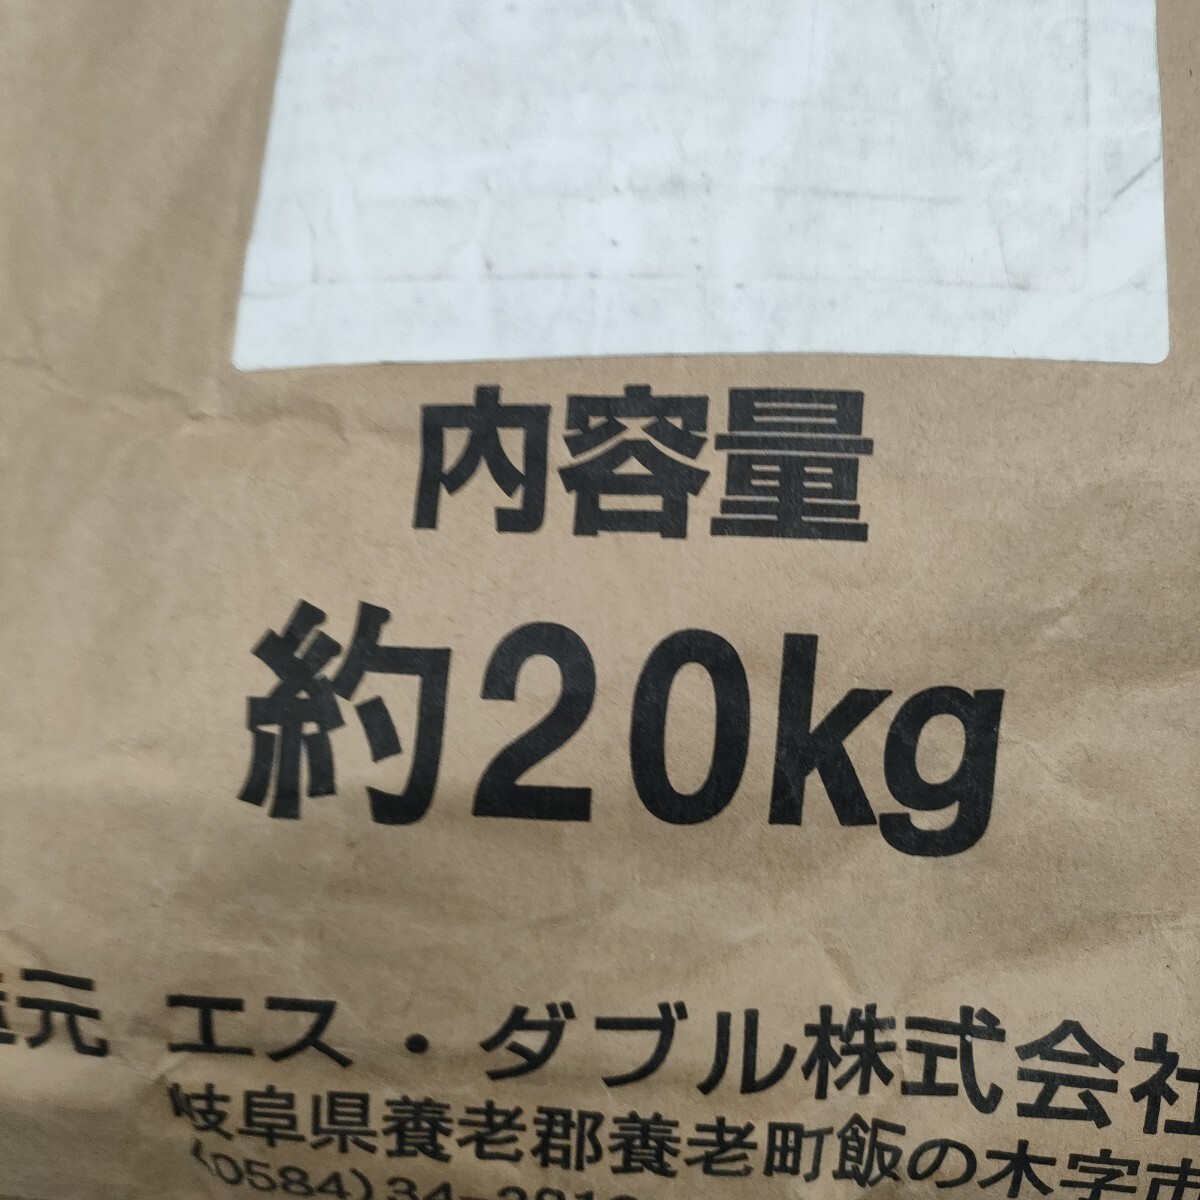 内容量
約20kg
元 エス・ダブル株式会社
岐阜県養老郡養老町飯の木字
(0584)34-